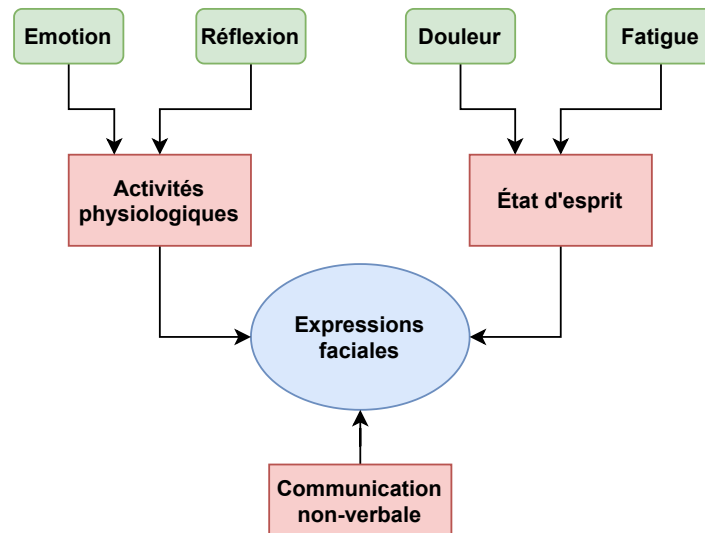 Emotion
Réflexion
Douleur
Fatigue
Activités
physiologiques
État d'esprit
Expressions
faciales
Communication
non-verbale